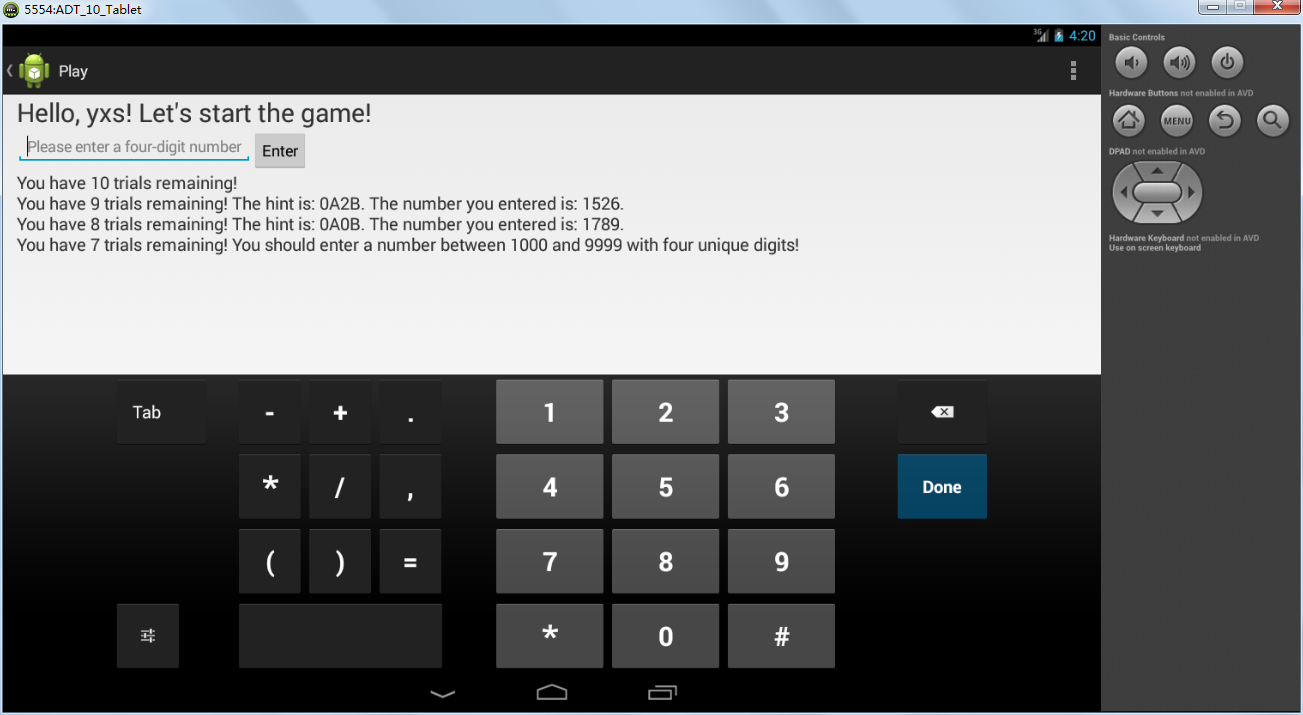 5554:ADT_10_Tablet
3G 4:20
Play
Hello, yxs! Let's start the game!
Please enter a four-digit number Enter
You have 10 trials remaining!
You have 9 trials remaining! The hint is: 0A2B. The number you entered is: 1526.
You have 8 trials remaining! The hint is: 0A0B. The number you entered is: 1789.
You have 7 trials remaining! You should enter a number between 1000 and 9999 with four unique digits!
Tab - + . 1 2 3
* / , 4 5 6 Done
( ) = 7 8 9
* 0 #
Basic Controls
Hardware Buttons not enabled in AVD
MENU
DPAD not enabled in AVD
Hardware Keyboard not enabled in AVD
Use on screen keyboard